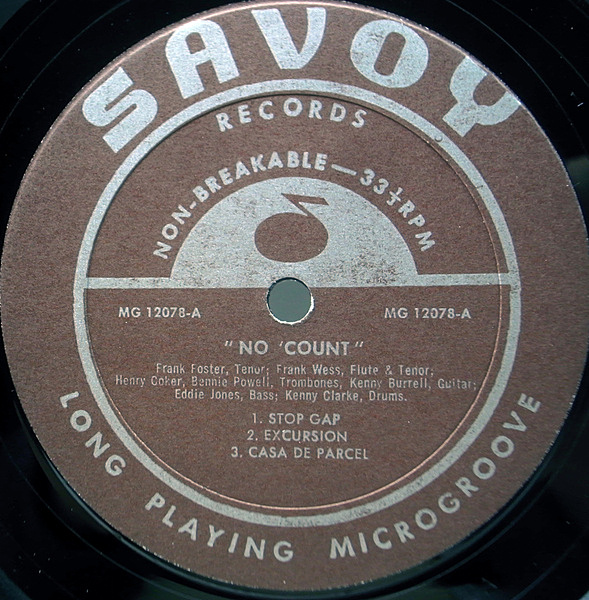 SAVOY
RECORDS
NON-BREAKABLE—33⅓RPM
MG 12078-A MG 12078-A
"NO 'COUNT"
Frank Foster, Tenor; Frank Wess, Flute & Tenor;
Henry Coker, Bennie Powell, Trombones, Kenny Burrell, Guitar;
Eddie Jones, Bass; Kenny Clarke, Drums.
1. STOP GAP
2. EXCURSION
3. CASA DE PARCEL
LONG PLAYING MICROGROOVE